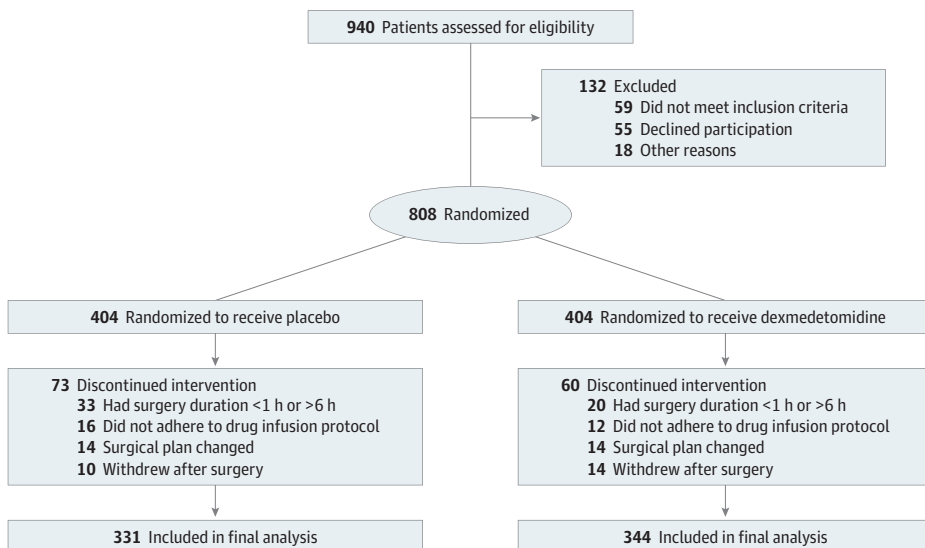 940 Patients assessed for eligibility
132 Excluded
59 Did not meet inclusion criteria
55 Declined participation
18 Other reasons
808 Randomized
404 Randomized to receive placebo
73 Discontinued intervention
33 Had surgery duration <1 h or >6 h
16 Did not adhere to drug infusion protocol
14 Surgical plan changed
10 Withdrew after surgery
331 Included in final analysis
404 Randomized to receive dexmedetomidine
60 Discontinued intervention
20 Had surgery duration <1 h or >6 h
12 Did not adhere to drug infusion protocol
14 Surgical plan changed
14 Withdrew after surgery
344 Included in final analysis